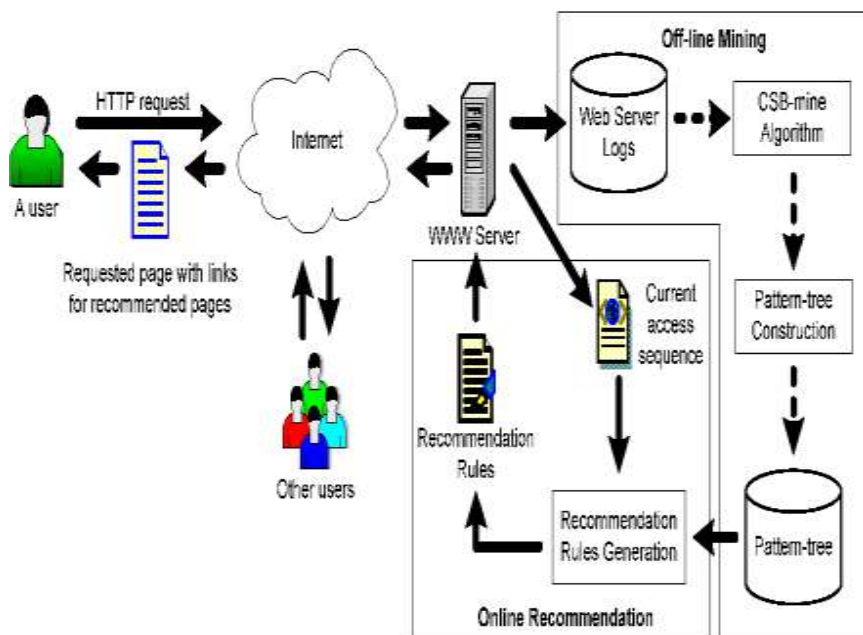 Off-line Mining
HTTP request
Internet
Web Server
Logs
CSB-mine
Algorithm
A user
WWW Server
Requested page with links
for recommended pages
Current
access
sequence
Pattern-tree
Construction
Recommendation
Rules
Other users
Recommendation
Rules Generation
Pattern-tree
Online Recommendation